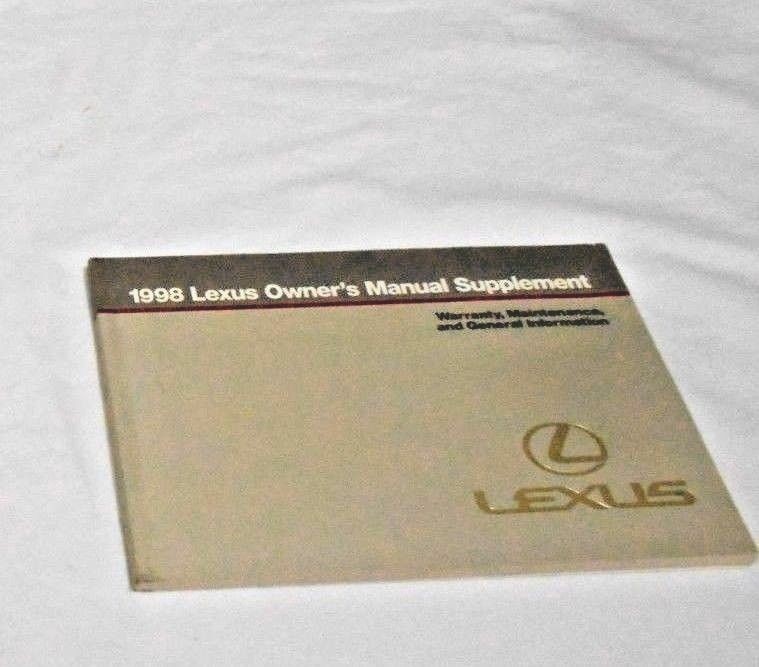 1998 Lexus Owner's Manual Supplement
Warranty, Maintenance,
and General Information
LEXUS